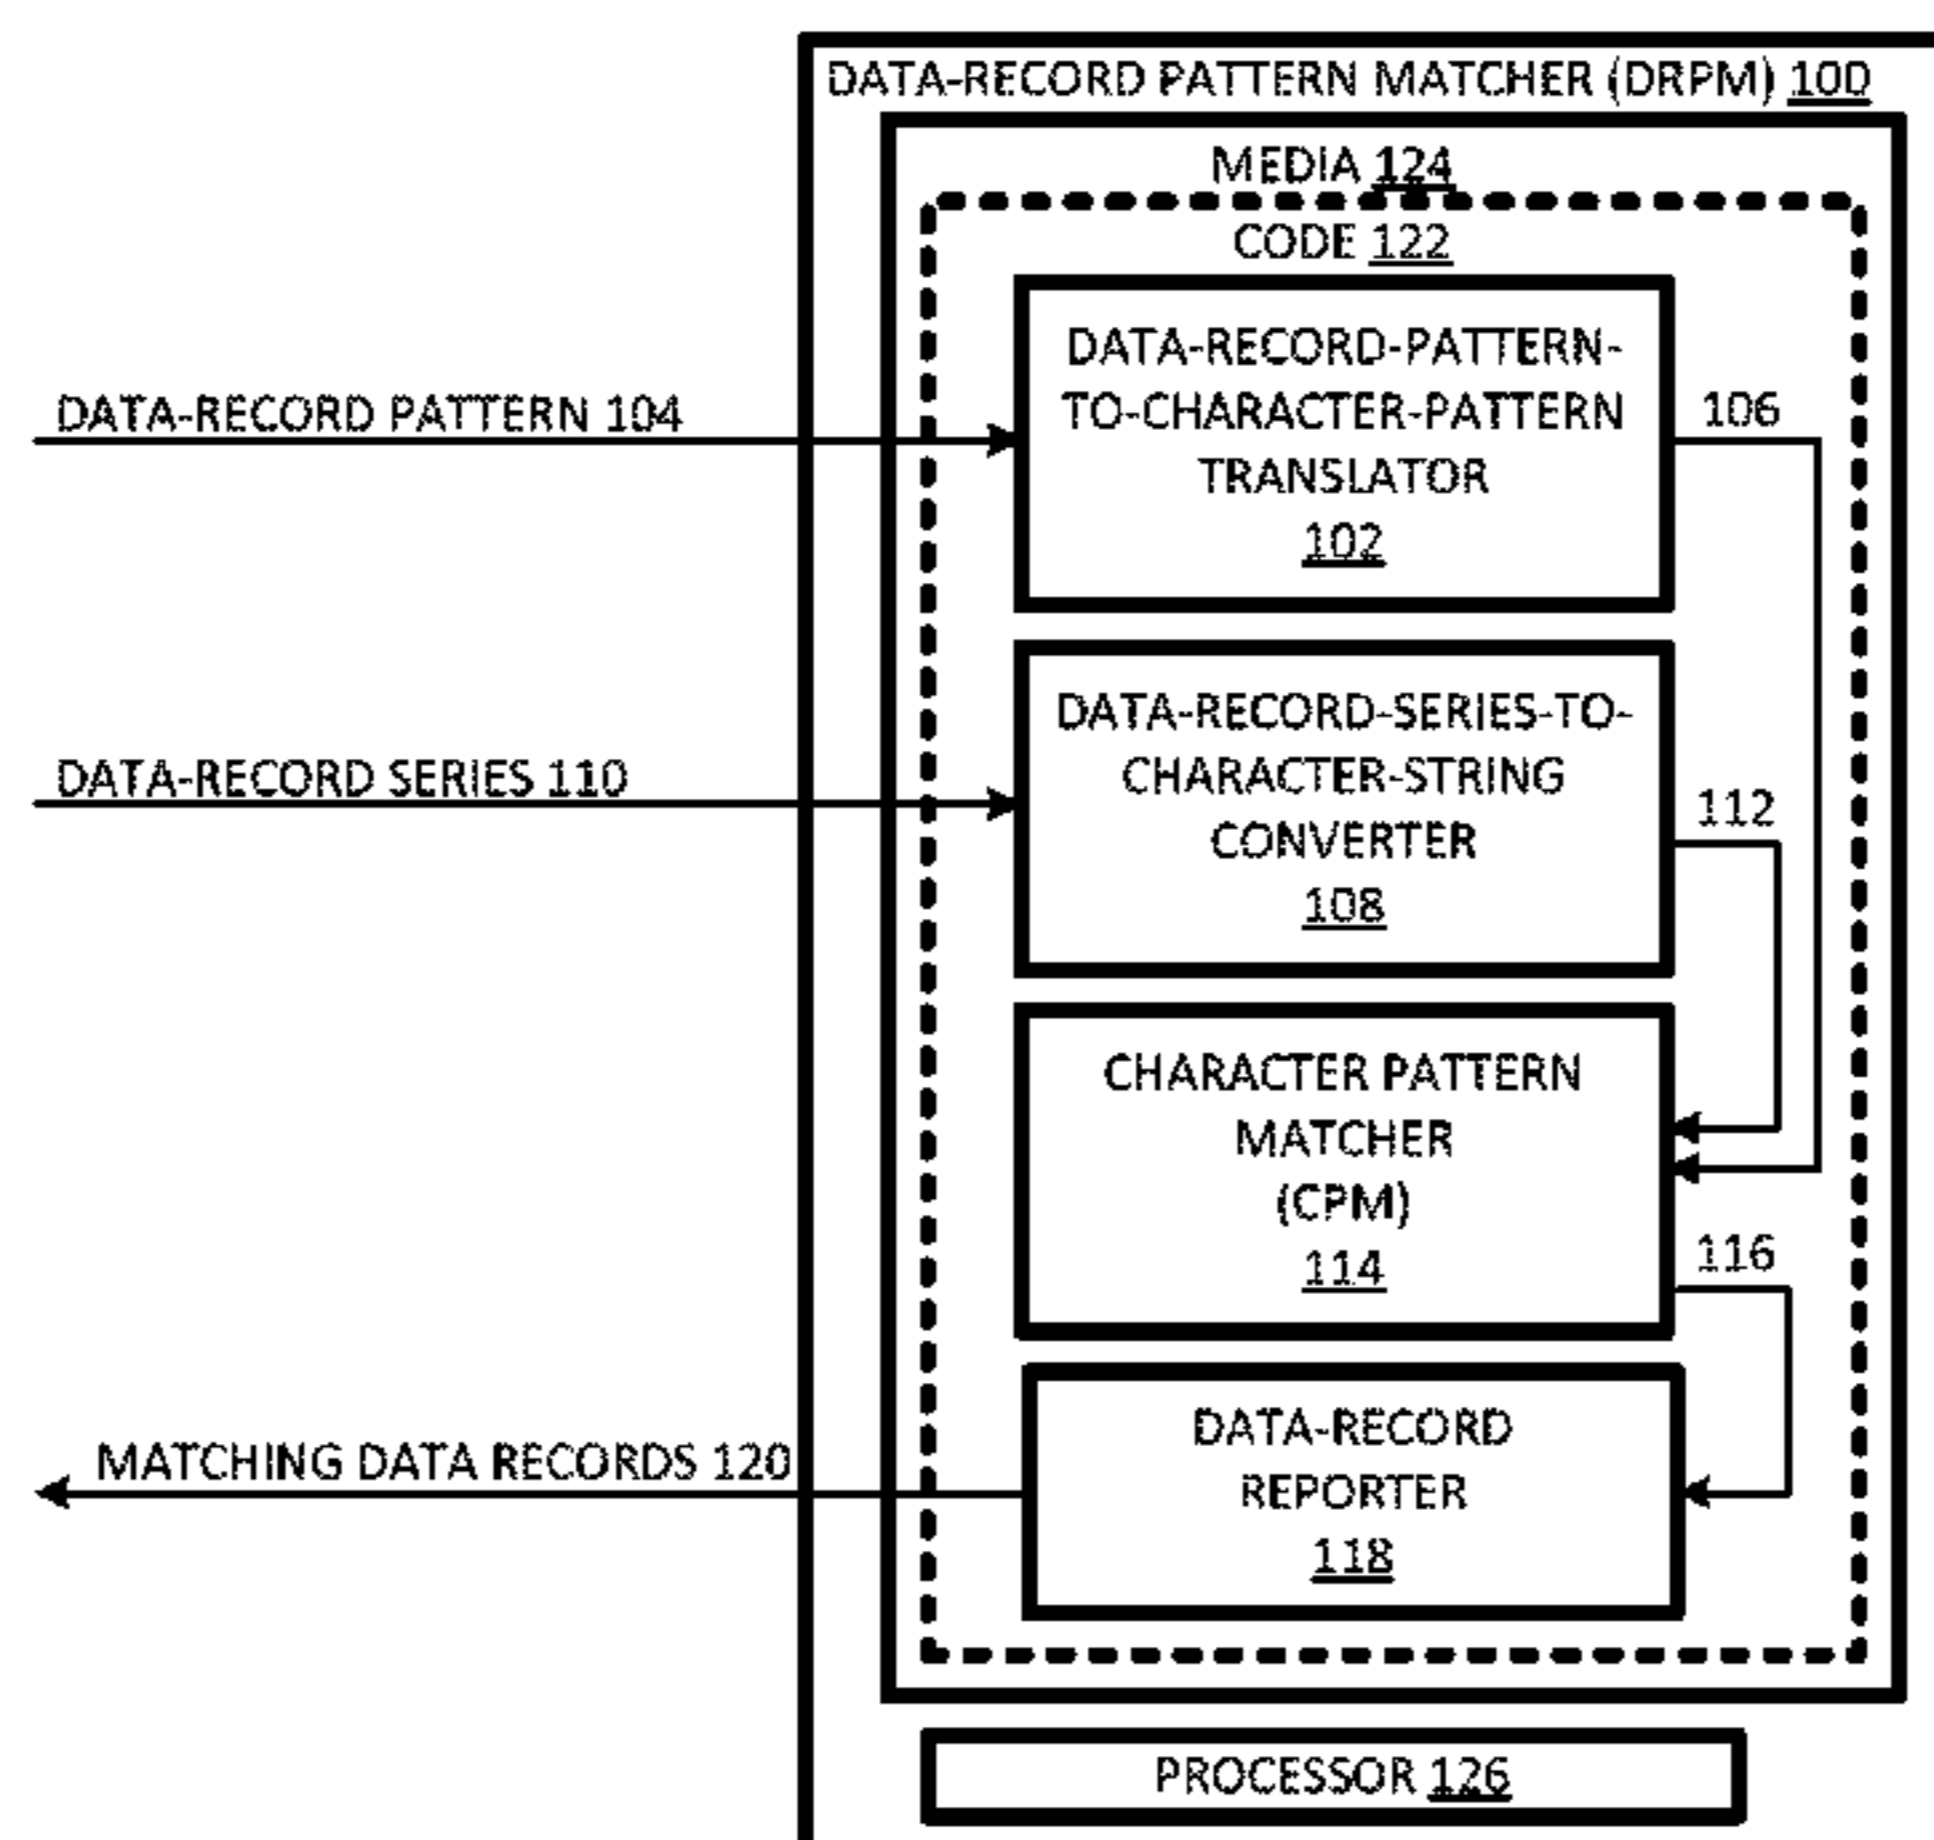 DATA-RECORD PATTERN MATCHER (DRPM) 100
MEDIA 124
CODE 122
DATA-RECORD-PATTERN-
TO-CHARACTER-PATTERN
TRANSLATOR
102
106
DATA-RECORD PATTERN 104
DATA-RECORD-SERIES-TO-
CHARACTER-STRING
CONVERTER
108
112
DATA-RECORD SERIES 110
CHARACTER PATTERN
MATCHER
(CPM)
114
116
DATA-RECORD
REPORTER
118
MATCHING DATA RECORDS 120
PROCESSOR 126